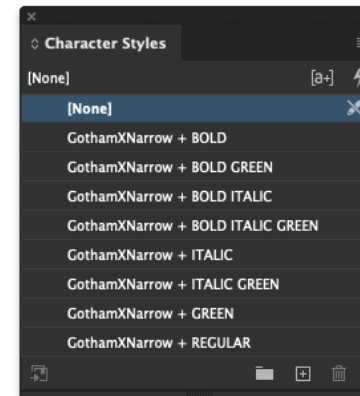 Character Styles
[None]
[a+]
[None]
GothamXNarrow + BOLD
GothamXNarrow + BOLD GREEN
GothamXNarrow + BOLD ITALIC
GothamXNarrow + BOLD ITALIC GREEN
GothamXNarrow + ITALIC
GothamXNarrow + ITALIC GREEN
GothamXNarrow + GREEN
GothamXNarrow + REGULAR